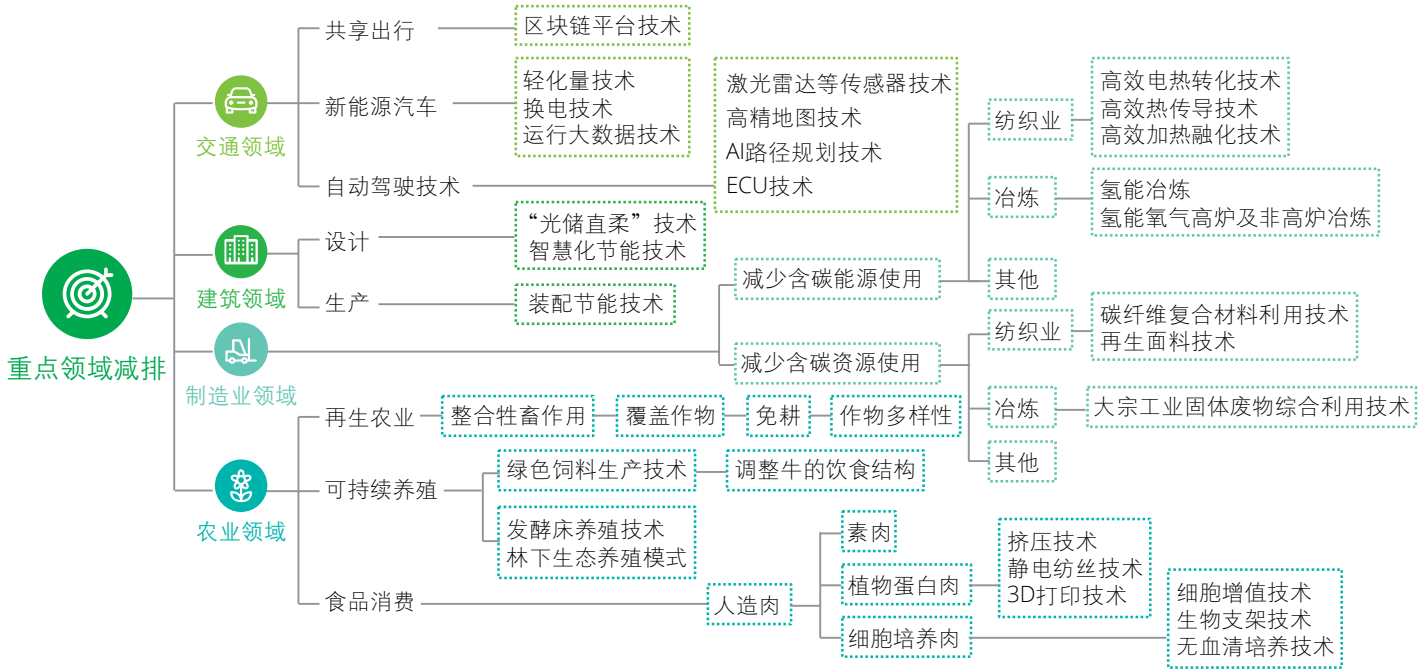 重点领域减排
交通领域
共享出行
区块链平台技术
新能源汽车
轻化量技术
换电技术
运行大数据技术
自动驾驶技术
激光雷达等传感器技术
高精地图技术
AI路径规划技术
ECU技术
建筑领域
设计
“光储直柔”技术
智慧化节能技术
生产
装配节能技术
制造业领域
减少含碳能源使用
纺织业
高效电热转化技术
高效热传导技术
高效加热融化技术
冶炼
氢能冶炼
氢能氧气高炉及非高炉冶炼
其他
减少含碳资源使用
纺织业
碳纤维复合材料利用技术
再生面料技术
冶炼
大宗工业固体废物综合利用技术
其他
农业领域
再生农业
整合牲畜作用
覆盖作物
免耕
作物多样性
可持续养殖
绿色饲料生产技术
调整牛的饮食结构
发酵床养殖技术
林下生态养殖模式
食品消费
人造肉
素肉
植物蛋白肉
挤压技术
静电纺丝技术
3D打印技术
细胞培养肉
细胞增值技术
生物支架技术
无血清培养技术